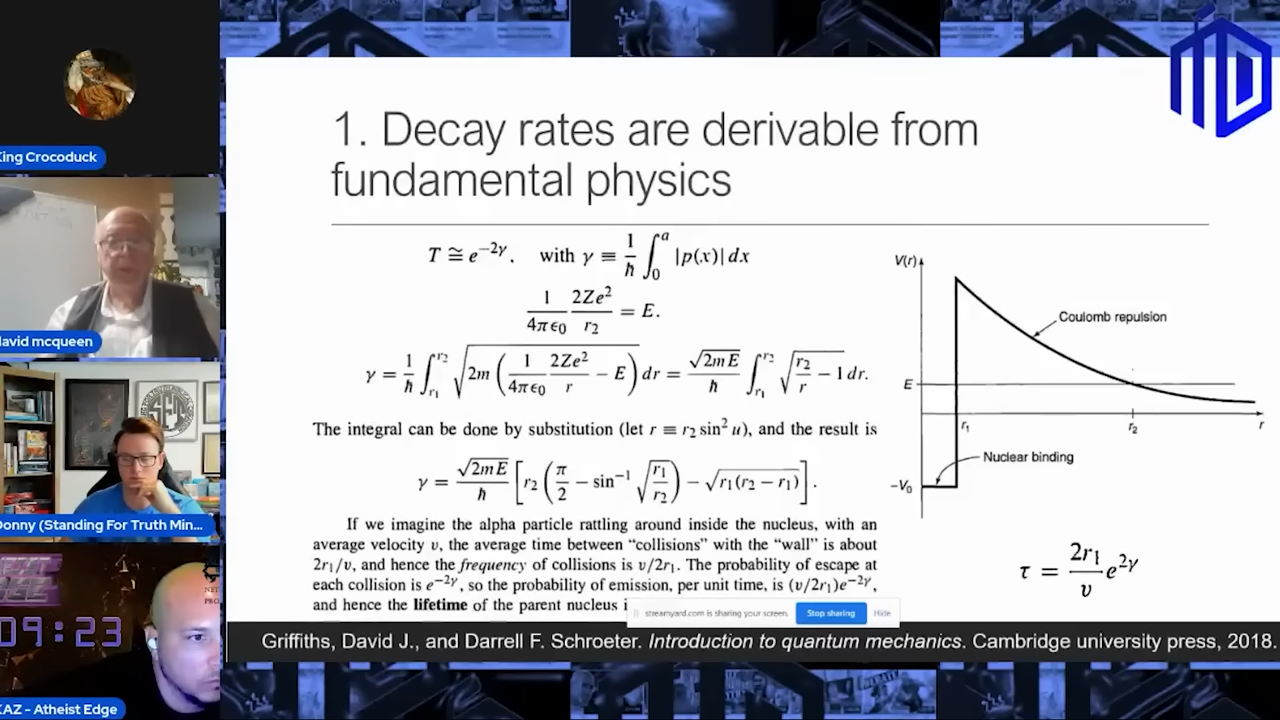 King Crocoduck
david mcqueen
Donny (Standing For Truth Min...
09:23
KAZ - Atheist Edge
1. Decay rates are derivable from
fundamental physics
T ≅ e^{-2γ}, with γ ≡ 1/ħ ∫_0^a |p(x)| dx
1/4πϵ0 2Ze²/r2 = E.
γ = 1/ħ ∫_{r1}^{r2} √(2m (1/4πϵ0 2Ze²/r − E)) dr = √2mE/ħ ∫_{r1}^{r2} √(r2/r − 1) dr.
The integral can be done by substitution (let r ≡ r2 sin² u), and the result is
γ = √2mE/ħ [r2 (π/2 − sin⁻¹ √(r1/r2)) − √(r1(r2 − r1))].
If we imagine the alpha particle rattling around inside the nucleus, with an
average velocity v, the average time between “collisions” with the “wall” is about
2r1/v, and hence the frequency of collisions is v/2r1. The probability of escape at
each collision is e^{-2γ}, so the probability of emission, per unit time, is (v/2r1)e^{-2γ},
and hence the lifetime of the parent nucleus i
V(r)
Coulomb repulsion
E
r1
r2
r
Nuclear binding
−V0
τ = 2r1/v e^{2γ}
streamyard.com is sharing your screen.
Stop sharing
Hide
Griffiths, David J., and Darrell F. Schroeter. Introduction to quantum mechanics. Cambridge university press, 2018.